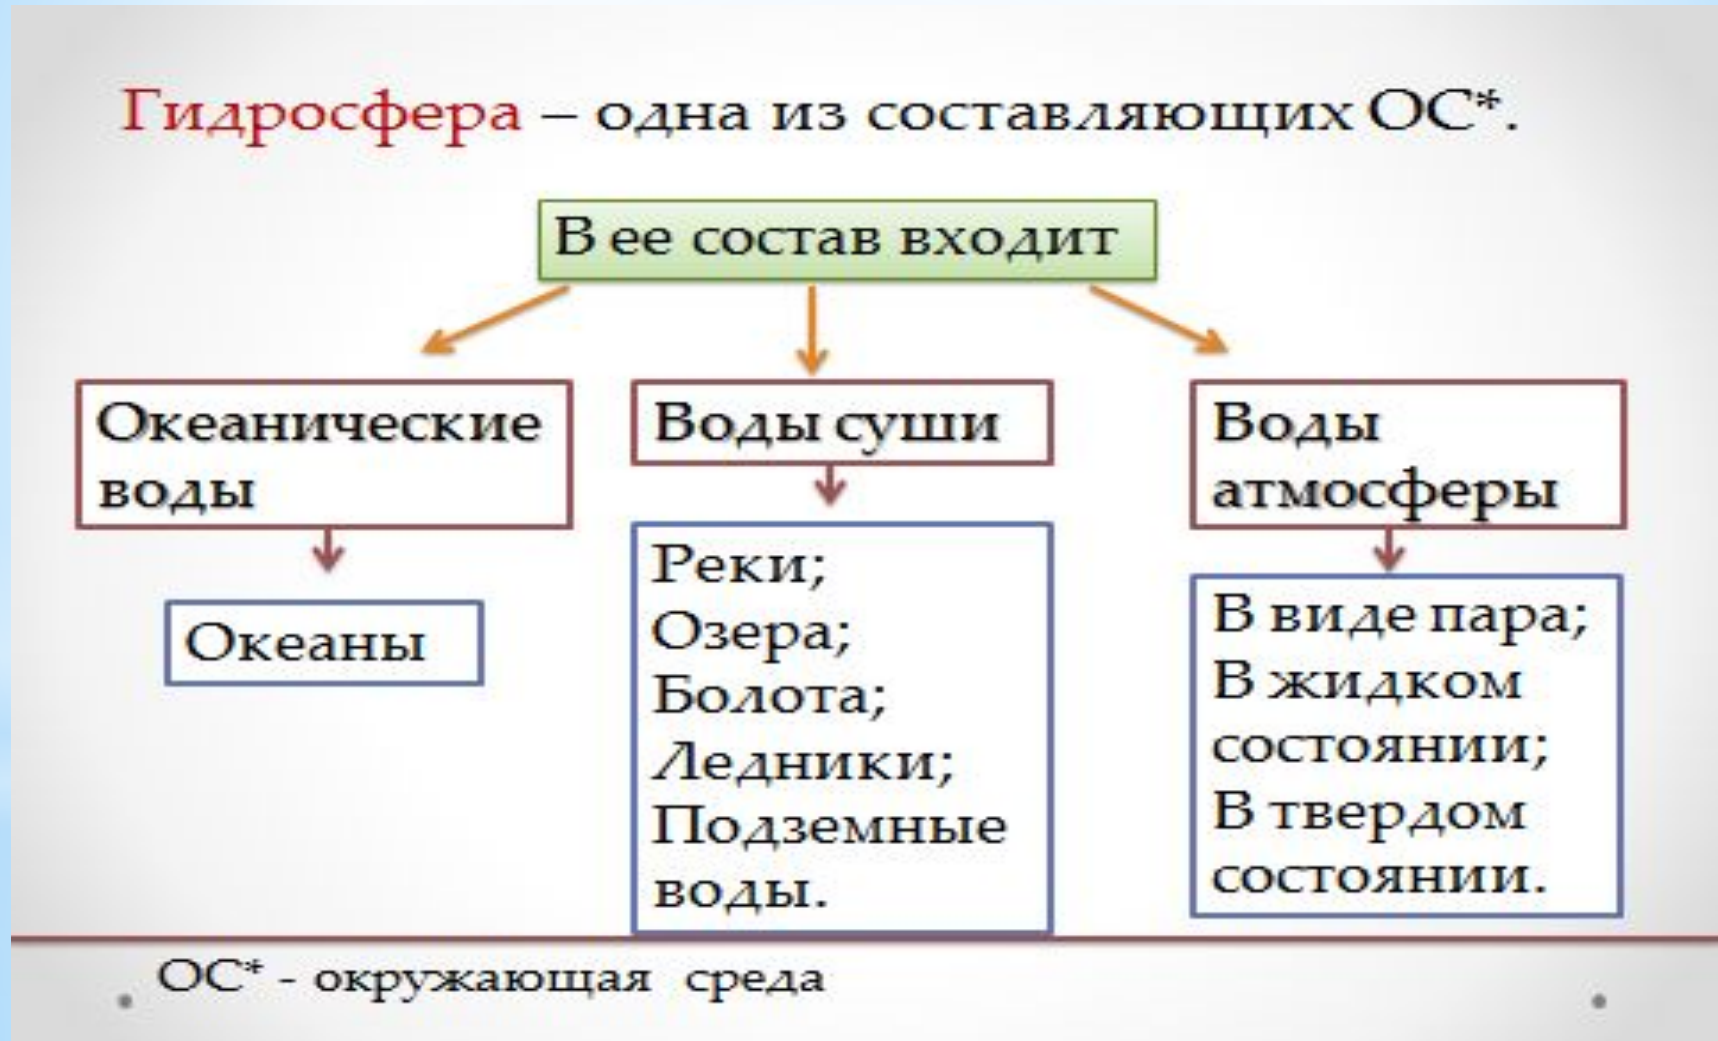 Гидросфера – одна из составляющих ОС*.
В ее состав входит
Океанические
воды
Океаны
Воды суши
Реки;
Озера;
Болота;
Ледники;
Подземные
воды.
Воды
атмосферы
В виде пара;
В жидком
состоянии;
В твердом
состоянии.
ОС* - окружающая среда